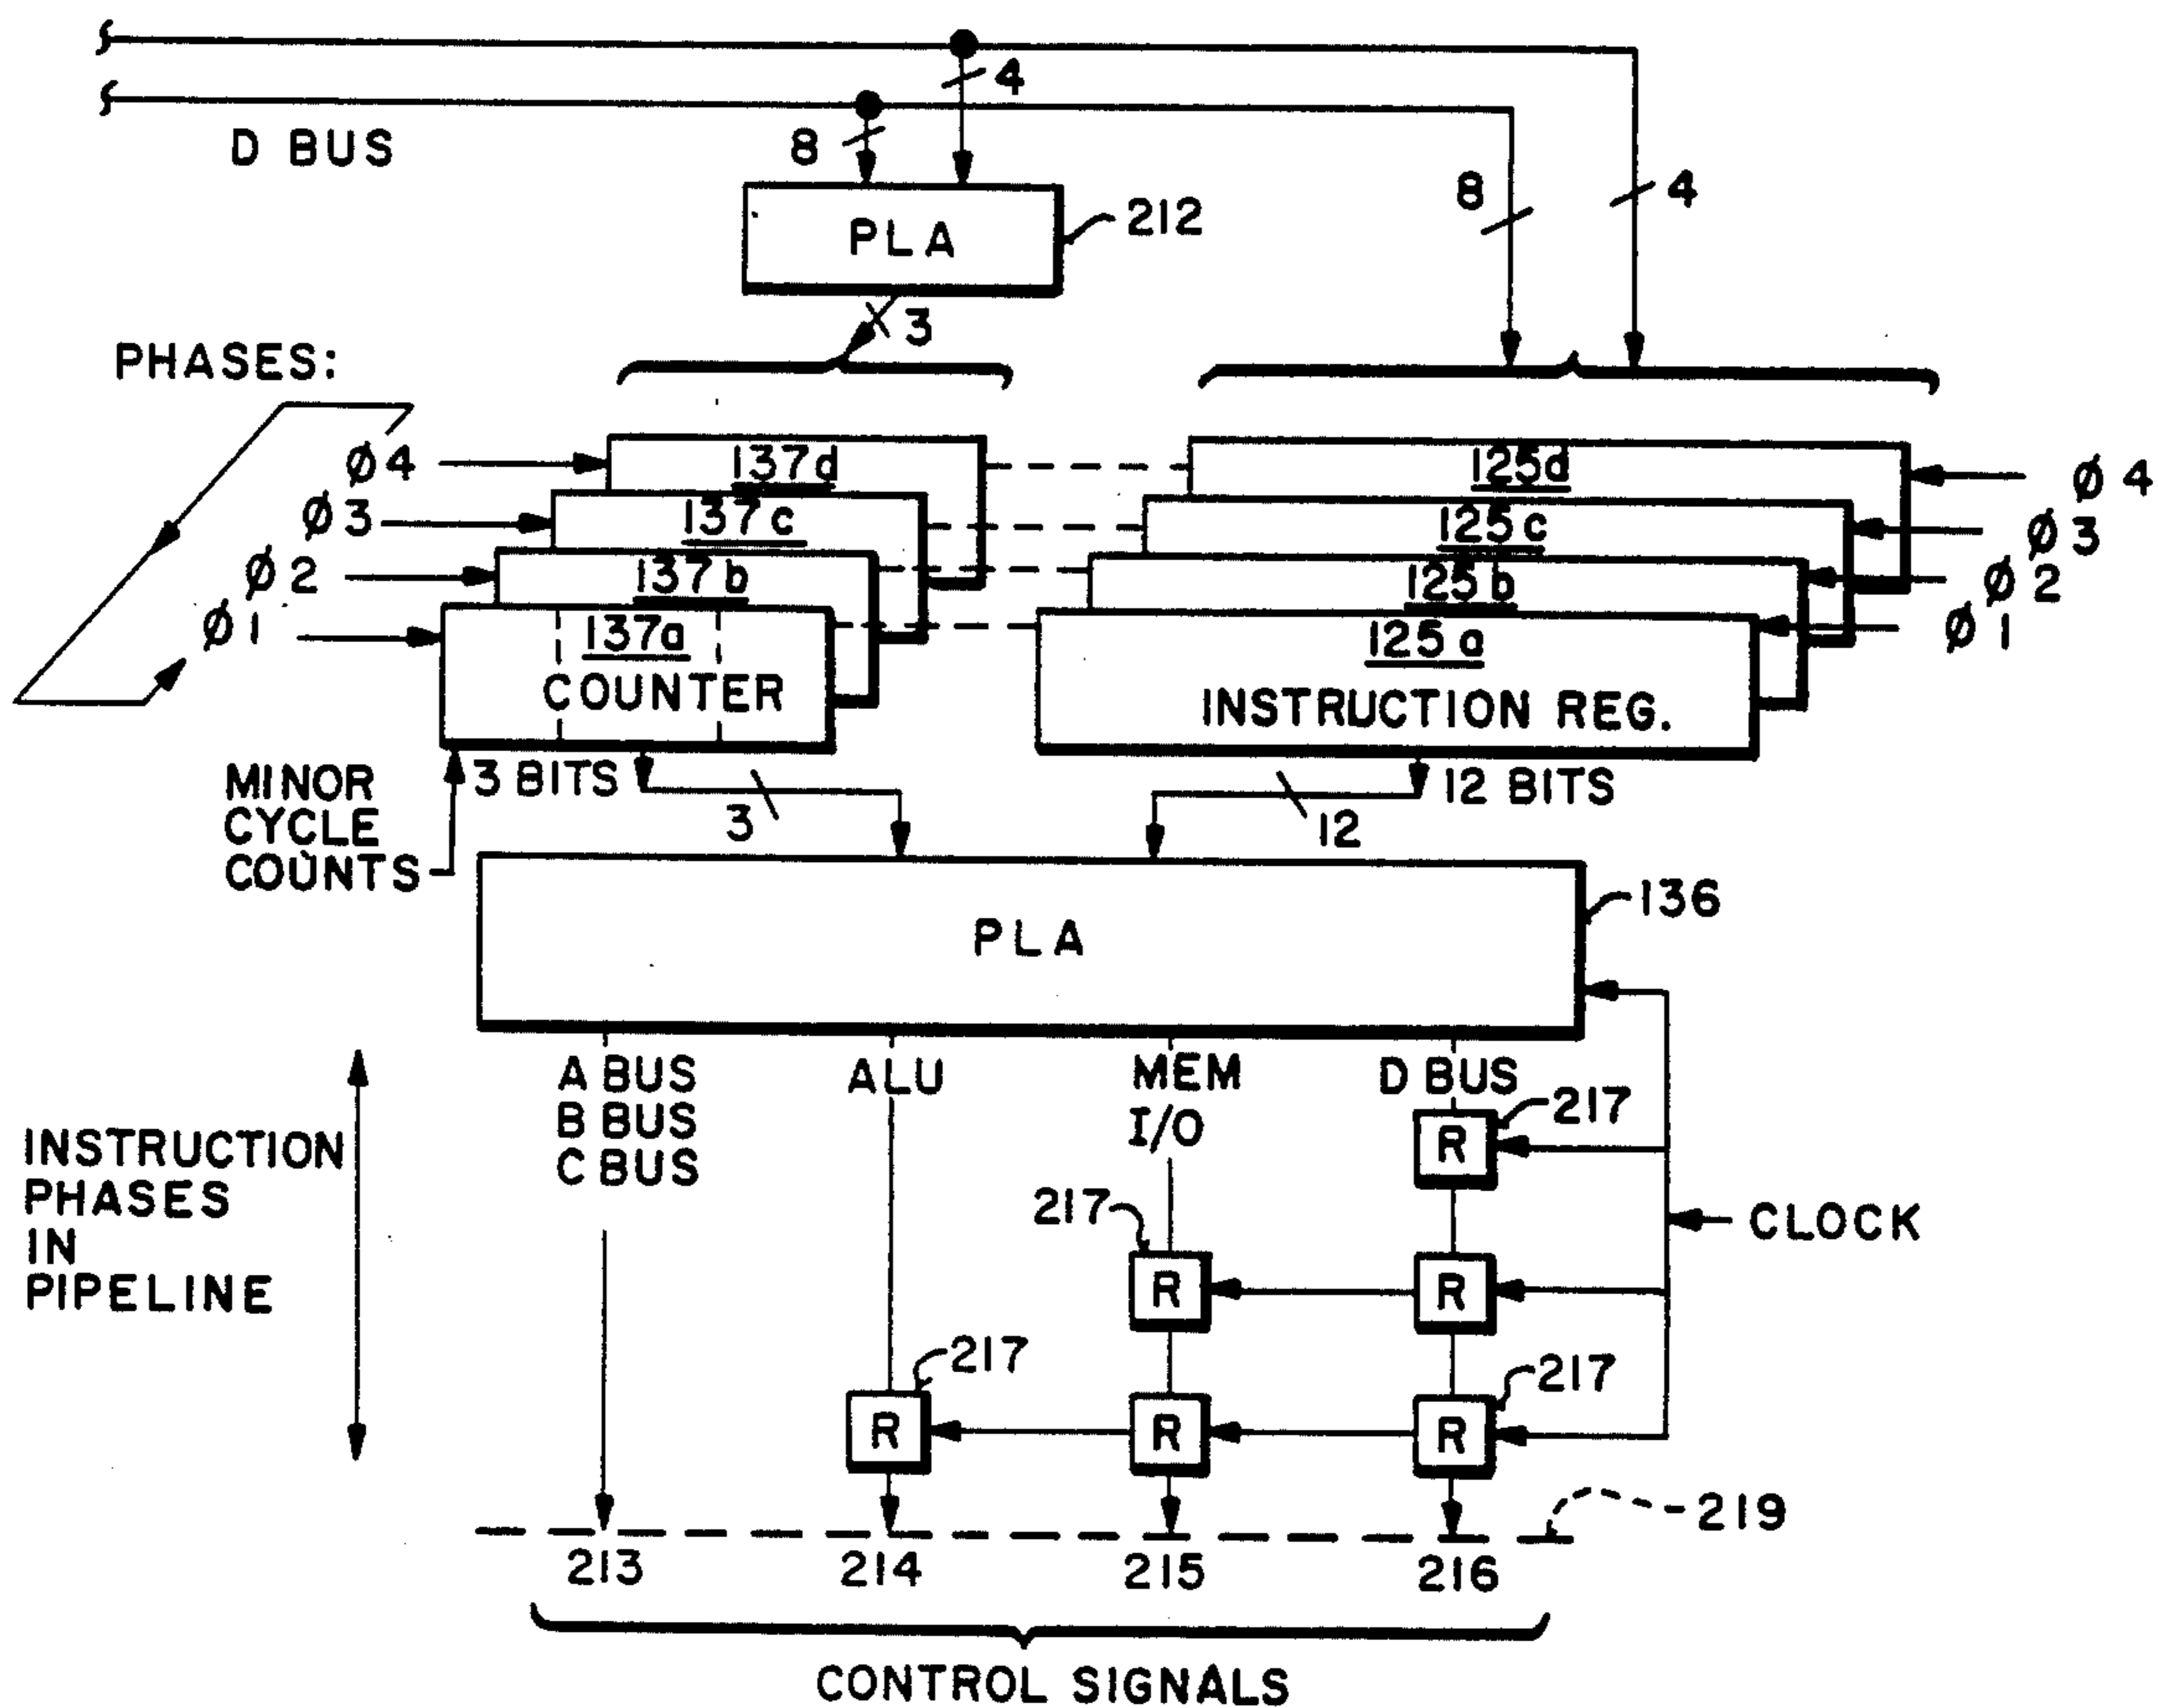 4
D BUS
8
PLA
212
8
4
3
PHASES:
Ø4
137d
125d
Ø4
Ø3
137c
125c
Ø3
Ø2
137b
125b
Ø2
Ø1
137a
125a
Ø1
COUNTER
INSTRUCTION REG.
MINOR
CYCLE
COUNTS
3 BITS
3
12 BITS
12
PLA
136
A BUS
B BUS
C BUS
ALU
MEM
I/O
D BUS
217
R
INSTRUCTION
PHASES
IN
PIPELINE
217
R
R
CLOCK
217
R
R
R
217
219
213
214
215
216
CONTROL SIGNALS